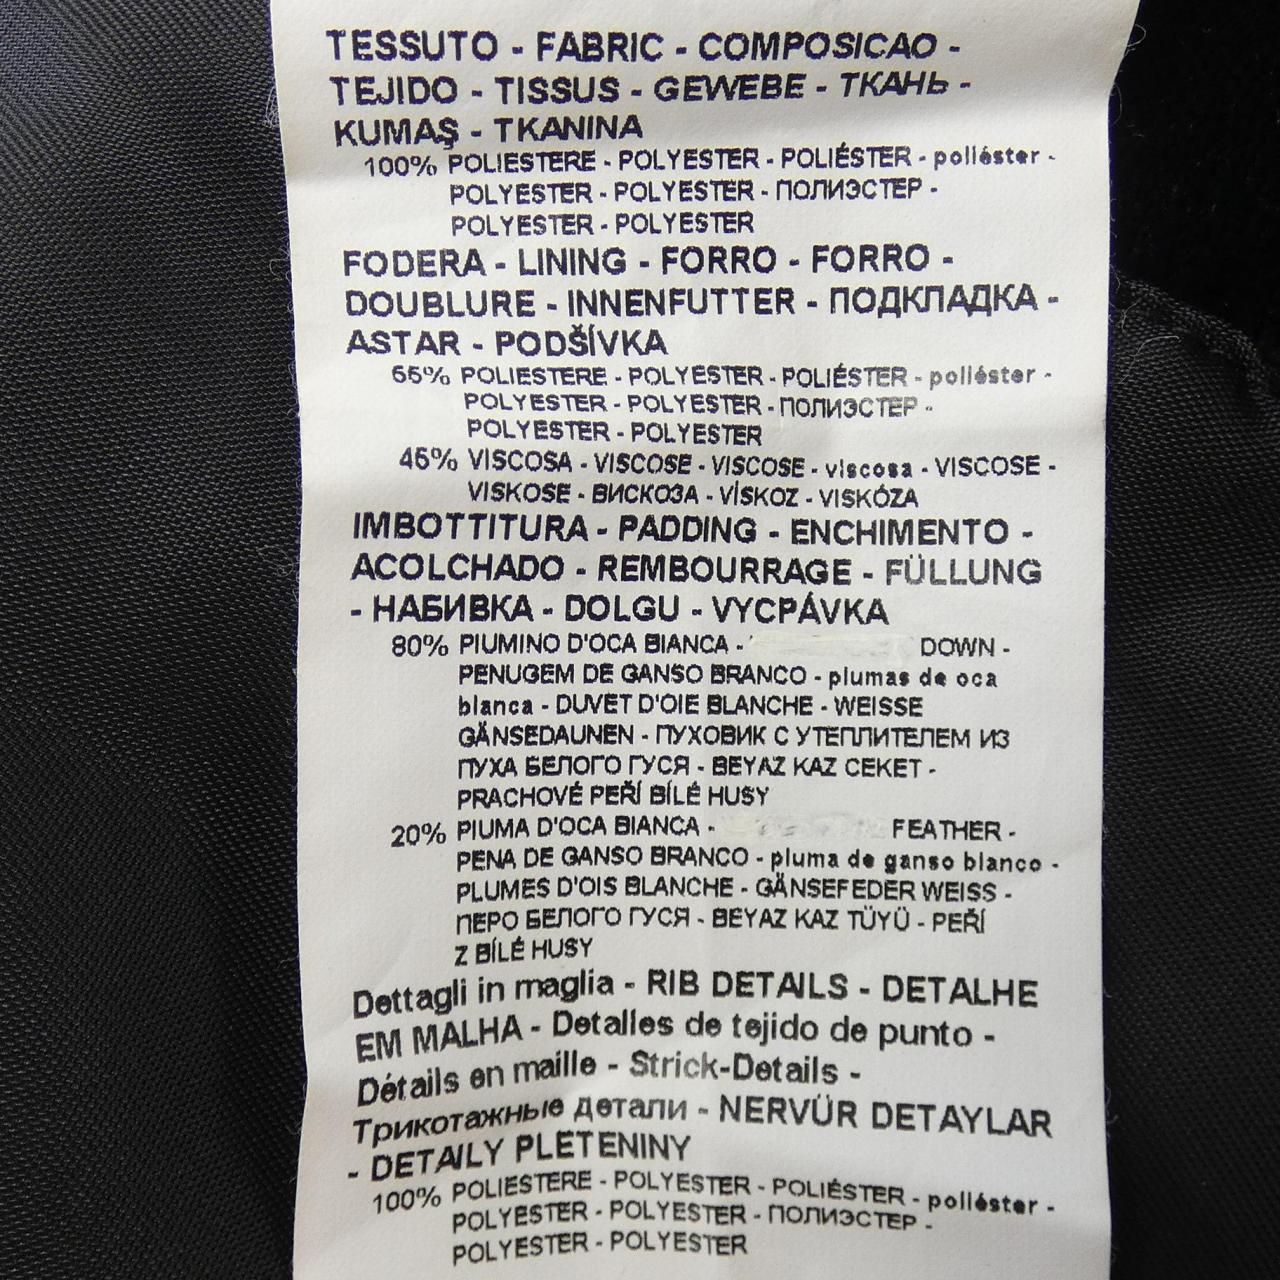 TESSUTO - FABRIC - COMPOSICAO -
TEJIDO - TISSUS - GEWEBE - ТКАНЬ -
KUMAŞ - TKANINA
100% POLIESTERE - POLYESTER - POLIÉSTER - poliéster -
POLYESTER - POLYESTER - ПОЛИЭСТЕР -
POLYESTER - POLYESTER
FODERA - LINING - FORRO - FORRO -
DOUBLURE - INNENFUTTER - ПОДКЛАДКА -
ASTAR - PODŠÍVKA
55% POLIESTERE - POLYESTER - POLIÉSTER - poliéster -
POLYESTER - POLYESTER - ПОЛИЭСТЕР -
POLYESTER - POLYESTER
45% VISCOSA - VISCOSE - VISCOSE - viscosa - VISCOSE -
VISKOSE - ВИСКОЗА - VİSKOZ - VISKÓZA
IMBOTTITURA - PADDING - ENCHIMENTO -
ACOLCHADO - REMBOURRAGE - FÜLLUNG
- НАБИВКА - DOLGU - VYCPÁVKA
80% PIUMINO D'OCA BIANCA - DOWN -
PENUGEM DE GANSO BRANCO - plumas de oca
blanca - DUVET D'OIE BLANCHE - WEISSE
GÄNSEDAUNEN - ПУХОВИК С УТЕПЛИТЕЛЕМ ИЗ
ПУХА БЕЛОГО ГУСЯ - BEYAZ KAZ CEKET -
PRACHOVÉ PEŘÍ BÍLÉ HUSY
20% PIUMA D'OCA BIANCA - FEATHER -
PENA DE GANSO BRANCO - pluma de ganso blanco -
PLUMES D'OIS BLANCHE - GÄNSEFEDER WEISS -
ПЕРО БЕЛОГО ГУСЯ - BEYAZ KAZ TÜYÜ - PEŘÍ
Z BÍLÉ HUSY
Dettagli in maglia - RIB DETAILS - DETALHE
EM MALHA - Detalles de tejido de punto -
Détails en maille - Strick-Details -
Трикотажные детали - NERVÜR DETAYLAR
- DETAILY PLETENINY
100% POLIESTERE - POLYESTER - POLIÉSTER - poliéster -
POLYESTER - POLYESTER - ПОЛИЭСТЕР -
POLYESTER - POLYESTER